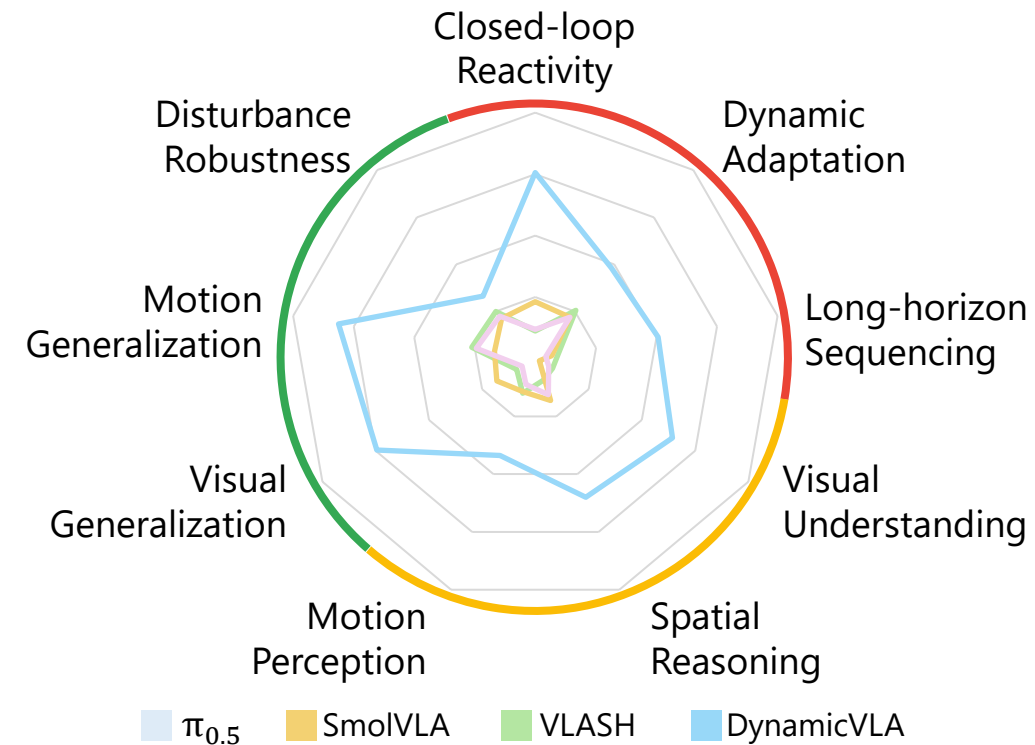 Closed-loop
Reactivity
Disturbance
Robustness
Dynamic
Adaptation
Motion
Generalization
Long-horizon
Sequencing
Visual
Generalization
Visual
Understanding
Motion
Perception
Spatial
Reasoning
π0.5 SmolVLA VLASH DynamicVLA